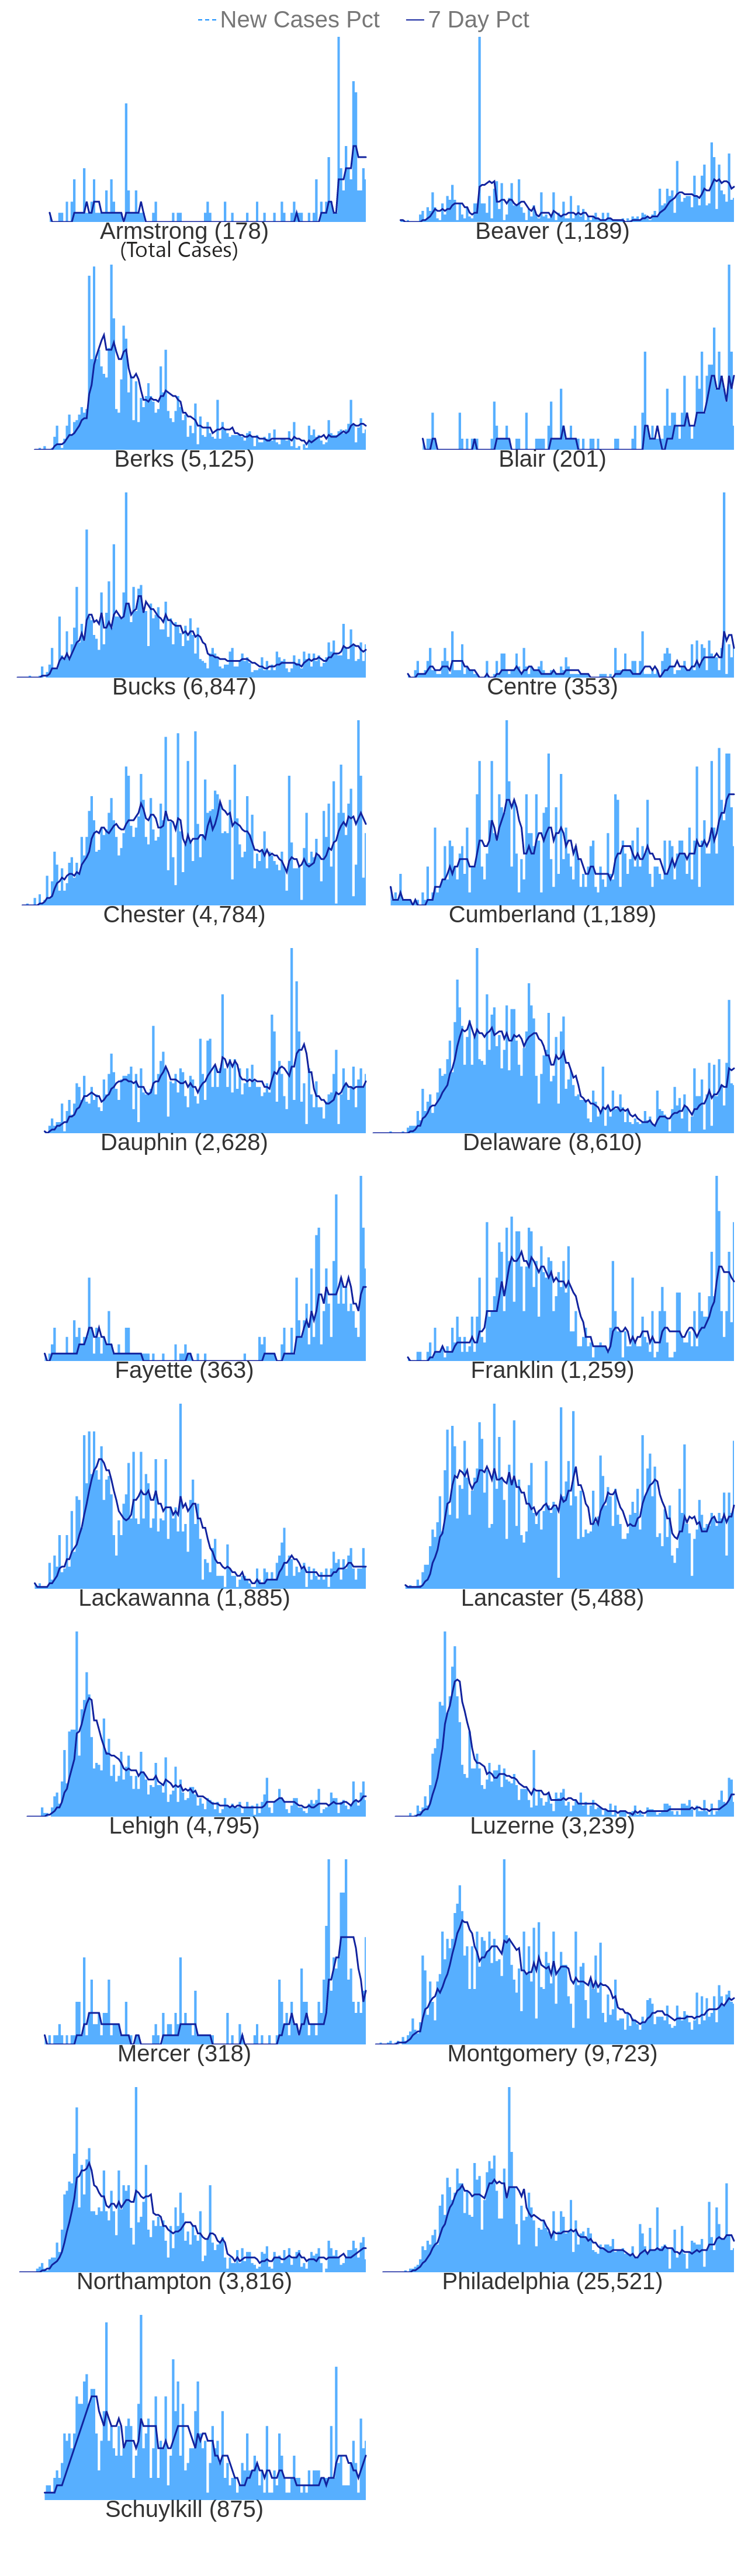 New Cases Pct 7 Day Pct
Armstrong (178) Beaver (1,189)
(Total Cases)
Berks (5,125) Blair (201)
Bucks (6,847) Centre (353)
Chester (4,784) Cumberland (1,189)
Dauphin (2,628) Delaware (8,610)
Fayette (363) Franklin (1,259)
Lackawanna (1,885) Lancaster (5,488)
Lehigh (4,795) Luzerne (3,239)
Mercer (318) Montgomery (9,723)
Northampton (3,816) Philadelphia (25,521)
Schuylkill (875)